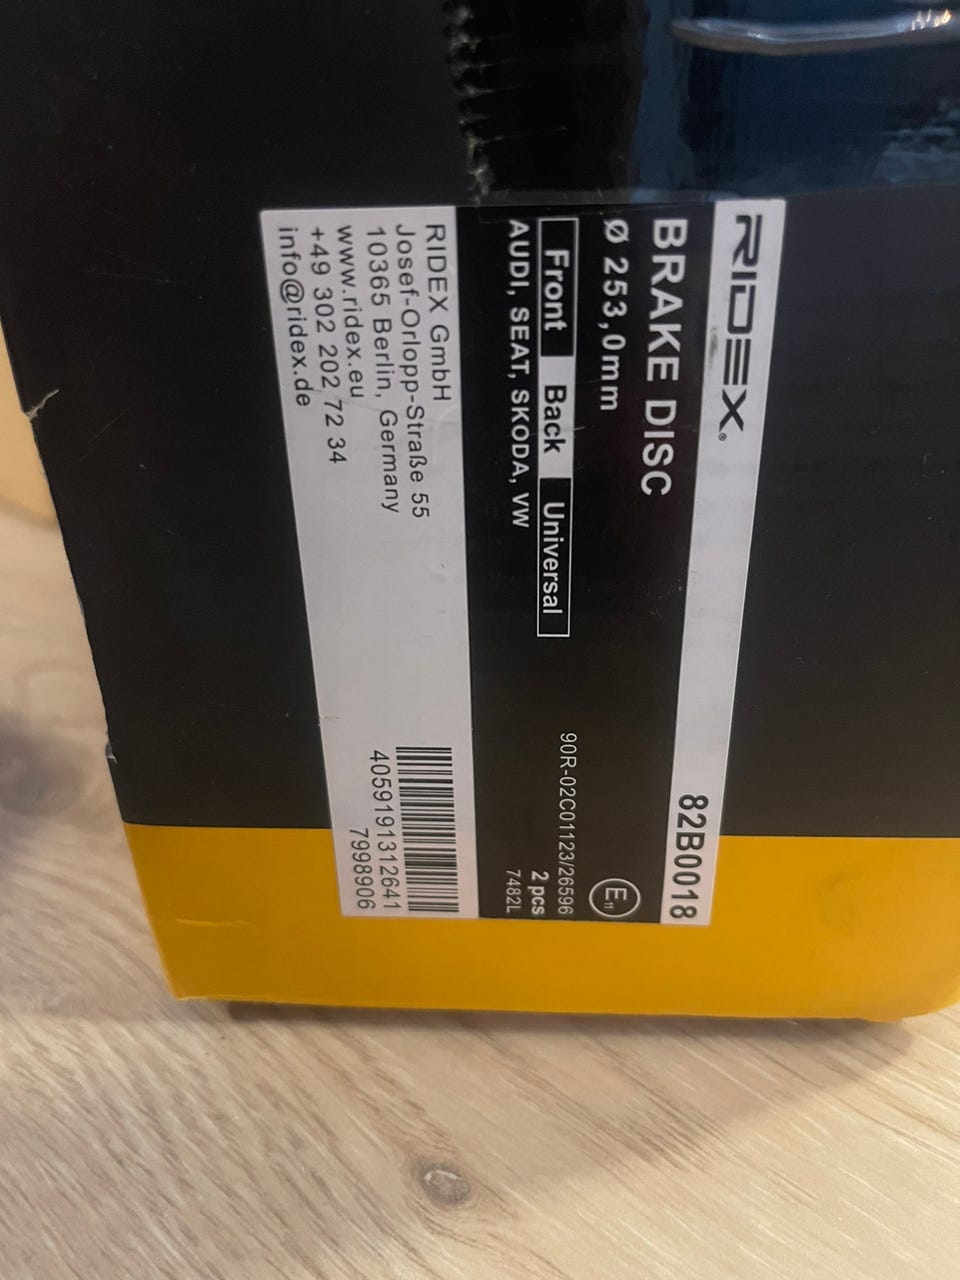 RIDEX®
82B0018
BRAKE DISC
Ø 253,0mm
E11
Front Back Universal
90R-02C01123/26596
AUDI, SEAT, SKODA, VW
2 pcs
7482L
RIDEX GmbH
Josef-Orlopp-Straße 55
10365 Berlin, Germany
www.ridex.eu
+49 302 202 72 34
info@ridex.de
4059191312641
7998906